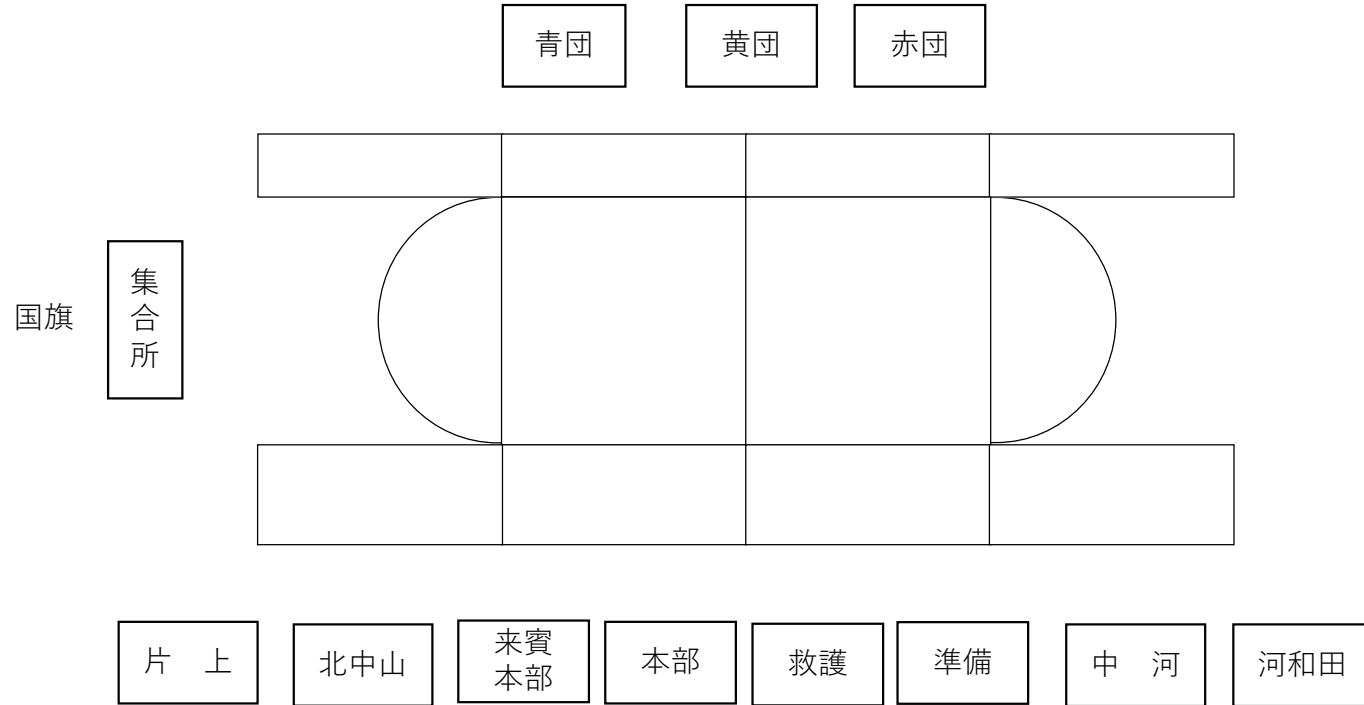 青団
黄団
赤団
国旗
集合所
片　上
北中山
来賓
本部
本部
救護
準備
中　河
河和田